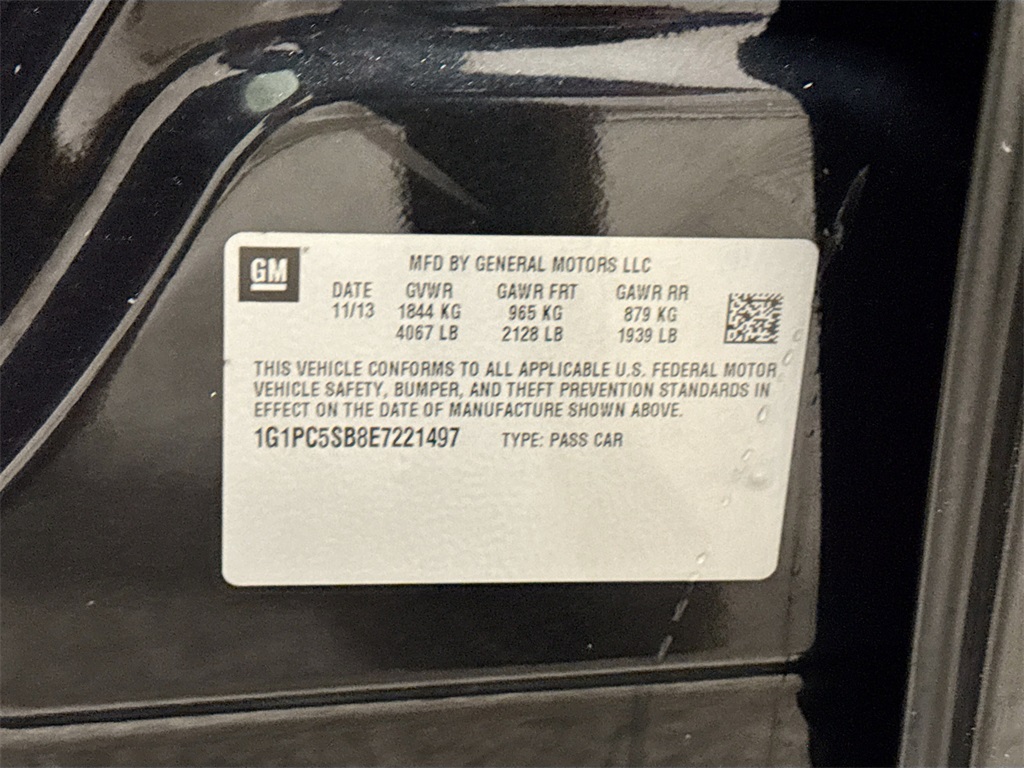 GM
MFD BY GENERAL MOTORS LLC
DATE GVWR GAWR FRT GAWR RR
11/13 1844 KG 965 KG 879 KG
4067 LB 2128 LB 1939 LB
THIS VEHICLE CONFORMS TO ALL APPLICABLE U.S. FEDERAL MOTOR
VEHICLE SAFETY, BUMPER, AND THEFT PREVENTION STANDARDS IN
EFFECT ON THE DATE OF MANUFACTURE SHOWN ABOVE.
1G1PC5SB8E7221497 TYPE: PASS CAR